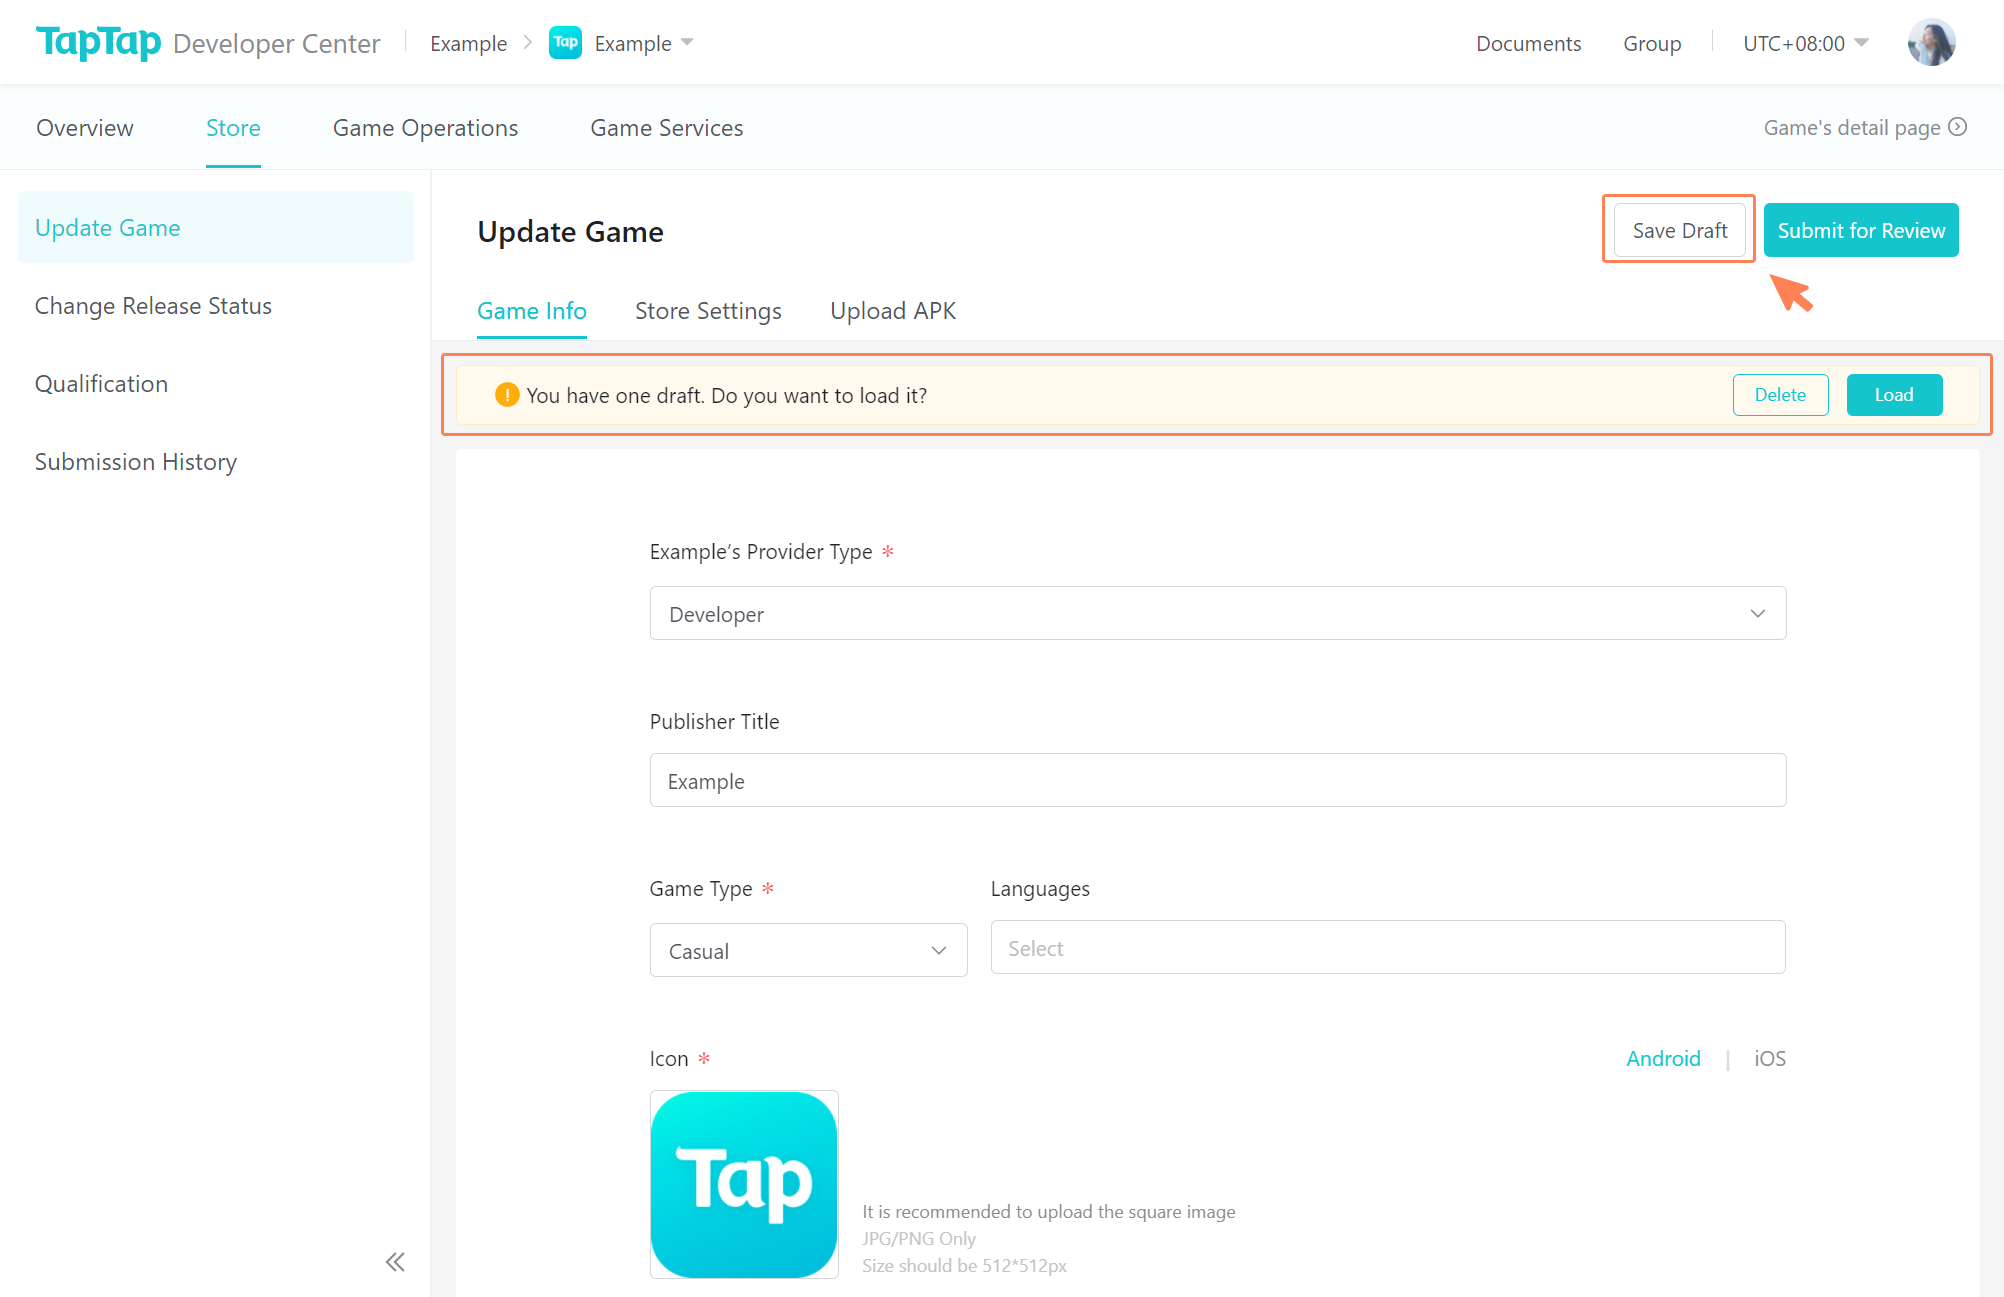 TapTap Developer Center Example Tap Example Documents Group UTC+08:00
Overview Store Game Operations Game Services Game's detail page
Update Game
Change Release Status
Qualification
Submission History
Update Game Save Draft Submit for Review
Game Info Store Settings Upload APK
! You have one draft. Do you want to load it? Delete Load
Example’s Provider Type *
Developer
Publisher Title
Example
Game Type * Languages
Casual Select
Icon * Android | iOS
Tap
It is recommended to upload the square image
JPG/PNG Only
Size should be 512*512px